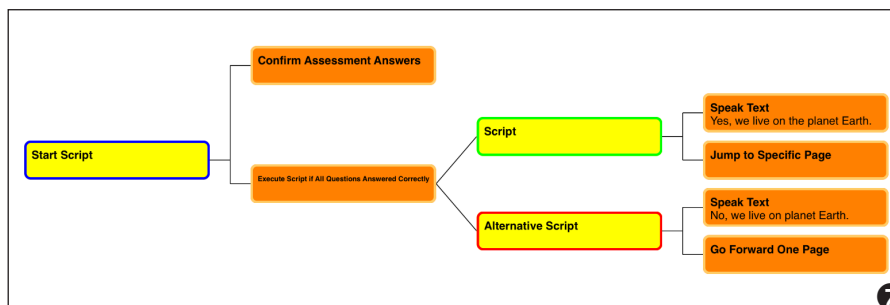 Confirm Assessment Answers
Start Script
Execute Script if All Questions Answered Correctly
Script
Speak Text
Yes, we live on the planet Earth.
Jump to Specific Page
Alternative Script
Speak Text
No, we live on planet Earth.
Go Forward One Page